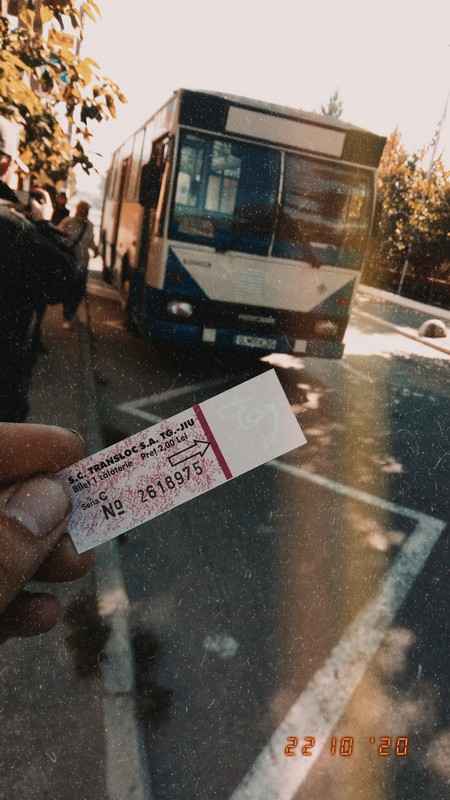 S.C. TRANSLOC S.A. TG.-JIU
Bilet 1 călătorie Preț 2,00 Lei
Seria C
Nº 2618975
22 10 '20